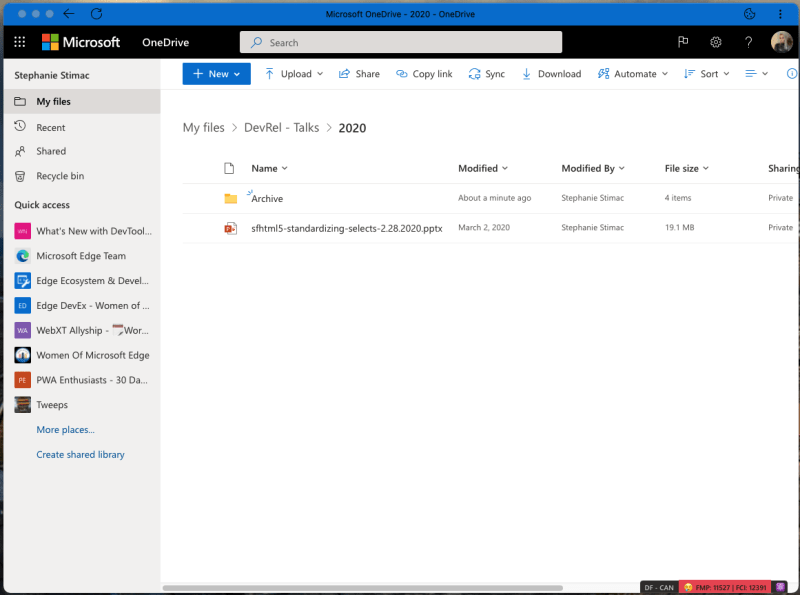 Microsoft OneDrive - 2020 - OneDrive
Microsoft OneDrive Search ?
Stephanie Stimac
+ New Upload Share Copy link Sync Download Automate Sort
My files
Recent
Shared
Recycle bin
Quick access
What's New with DevTool...
Microsoft Edge Team
Edge Ecosystem & Devel...
ED Edge DevEx - Women of ...
WA WebXT Allyship - Wor...
Women Of Microsoft Edge
PE PWA Enthusiasts - 30 Da...
Tweeps
More places...
Create shared library
My files > DevRel - Talks > 2020
Name Modified Modified By File size Sharing
Archive About a minute ago Stephanie Stimac 4 items Private
sfhtml5-standardizing-selects-2.28.2020.pptx March 2, 2020 Stephanie Stimac 19.1 MB Private
DF - CAN FMP: 11527 | FCI: 12391